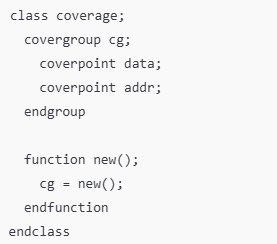 class coverage;
  covergroup cg;
    coverpoint data;
    coverpoint addr;
  endgroup

  function new();
    cg = new();
  endfunction
endclass